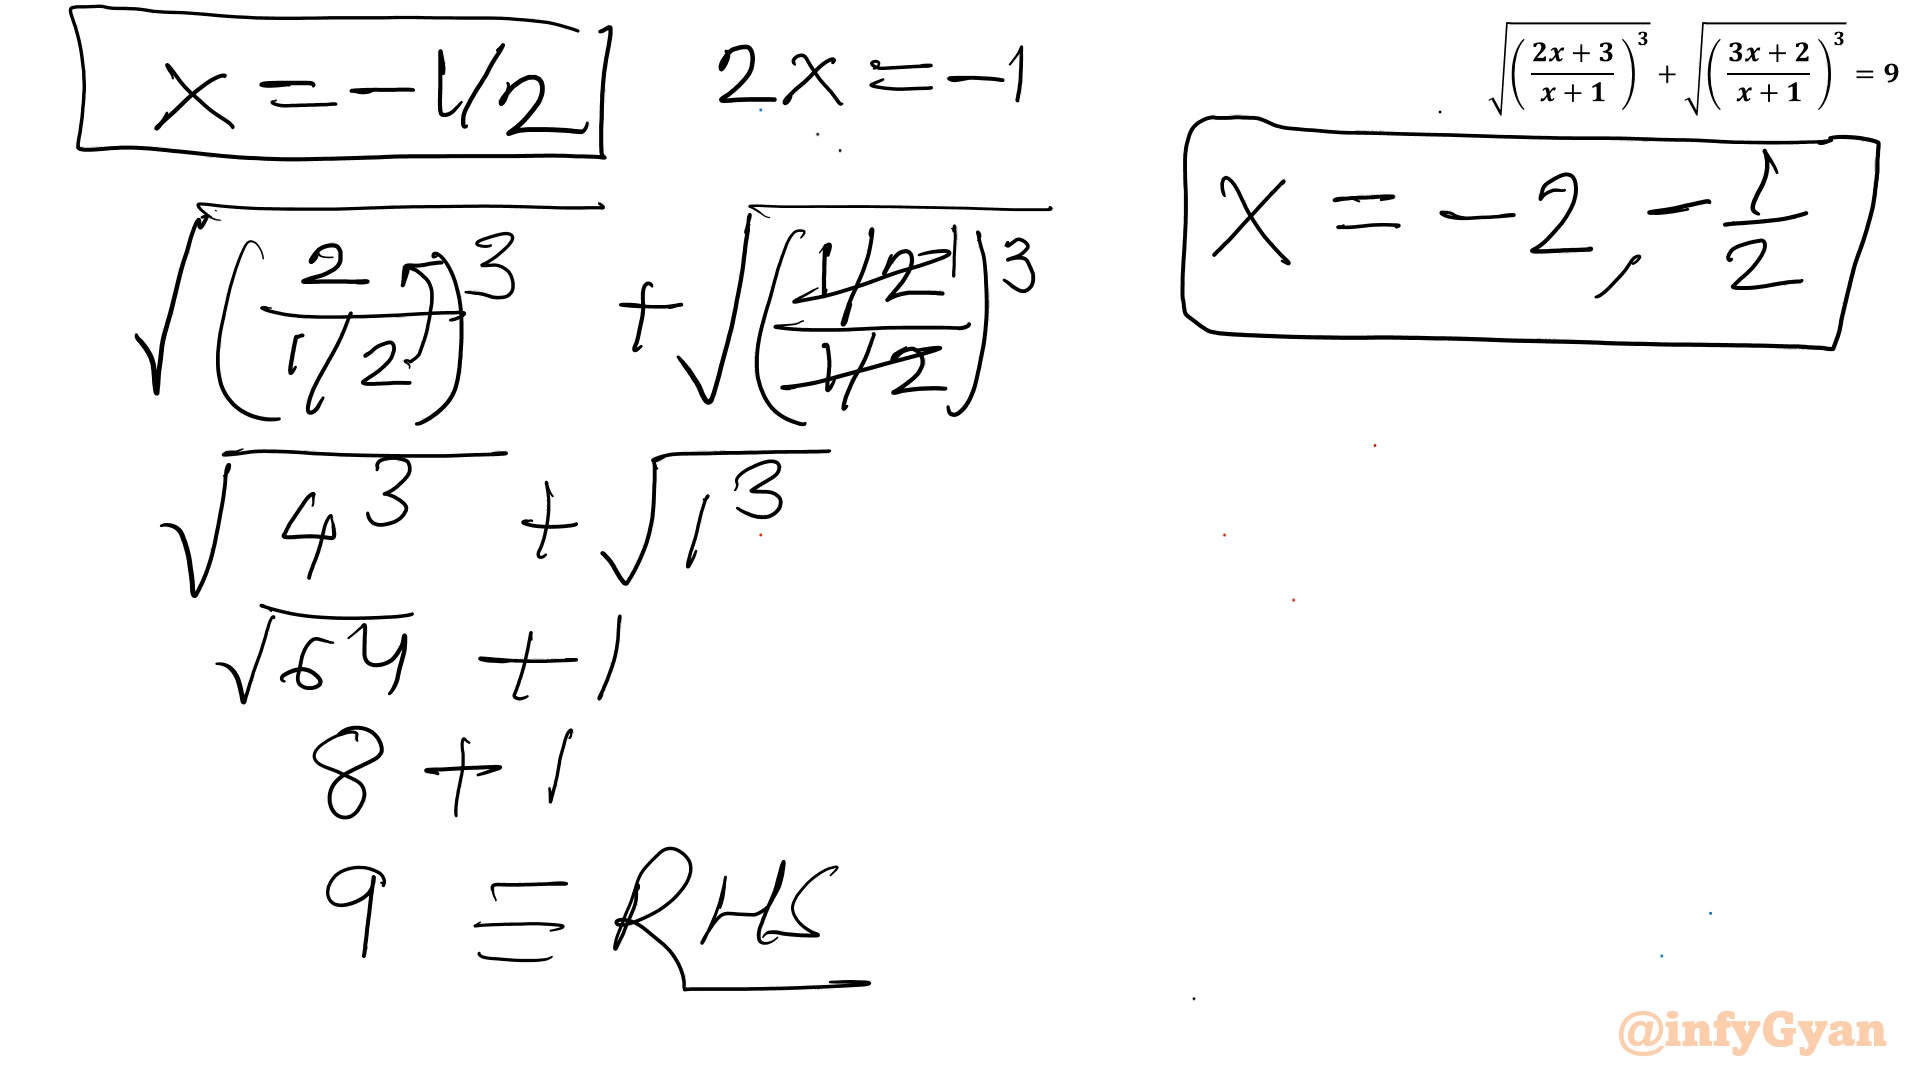 x = -1/2   2x = -1
√((2x + 3)/(x + 1))³ + √((3x + 2)/(x + 1))³ = 9
x = -2, -1/2
√(2/(1/2))³ + √((1/2)/(1/2))³
√4³ + √1³
√64 + 1
8 + 1
9 ≡ RHS
@infyGyan